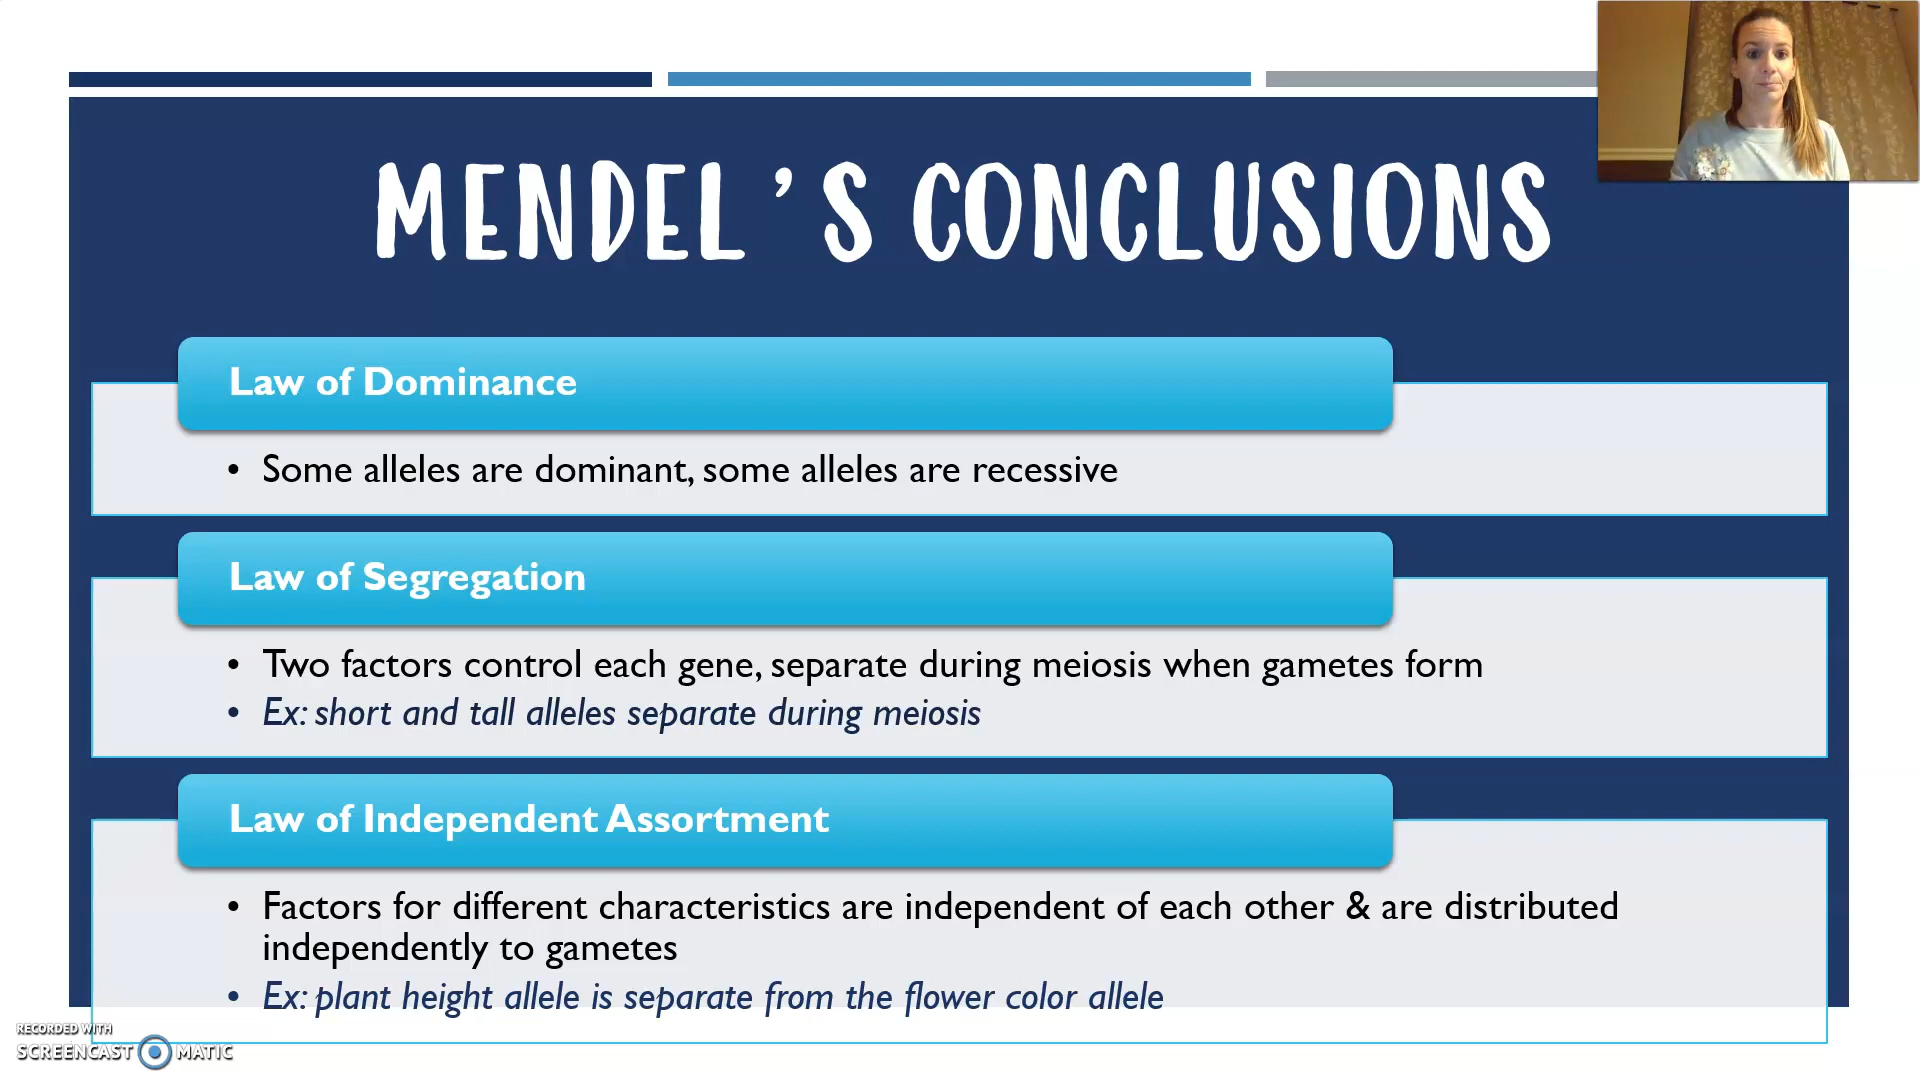 MENDEL'S CONCLUSIONS
Law of Dominance
• Some alleles are dominant, some alleles are recessive
Law of Segregation
• Two factors control each gene, separate during meiosis when gametes form
• Ex: short and tall alleles separate during meiosis
Law of Independent Assortment
• Factors for different characteristics are independent of each other & are distributed
independently to gametes
• Ex: plant height allele is separate from the flower color allele
RECORDED WITH
SCREENCAST MATIC